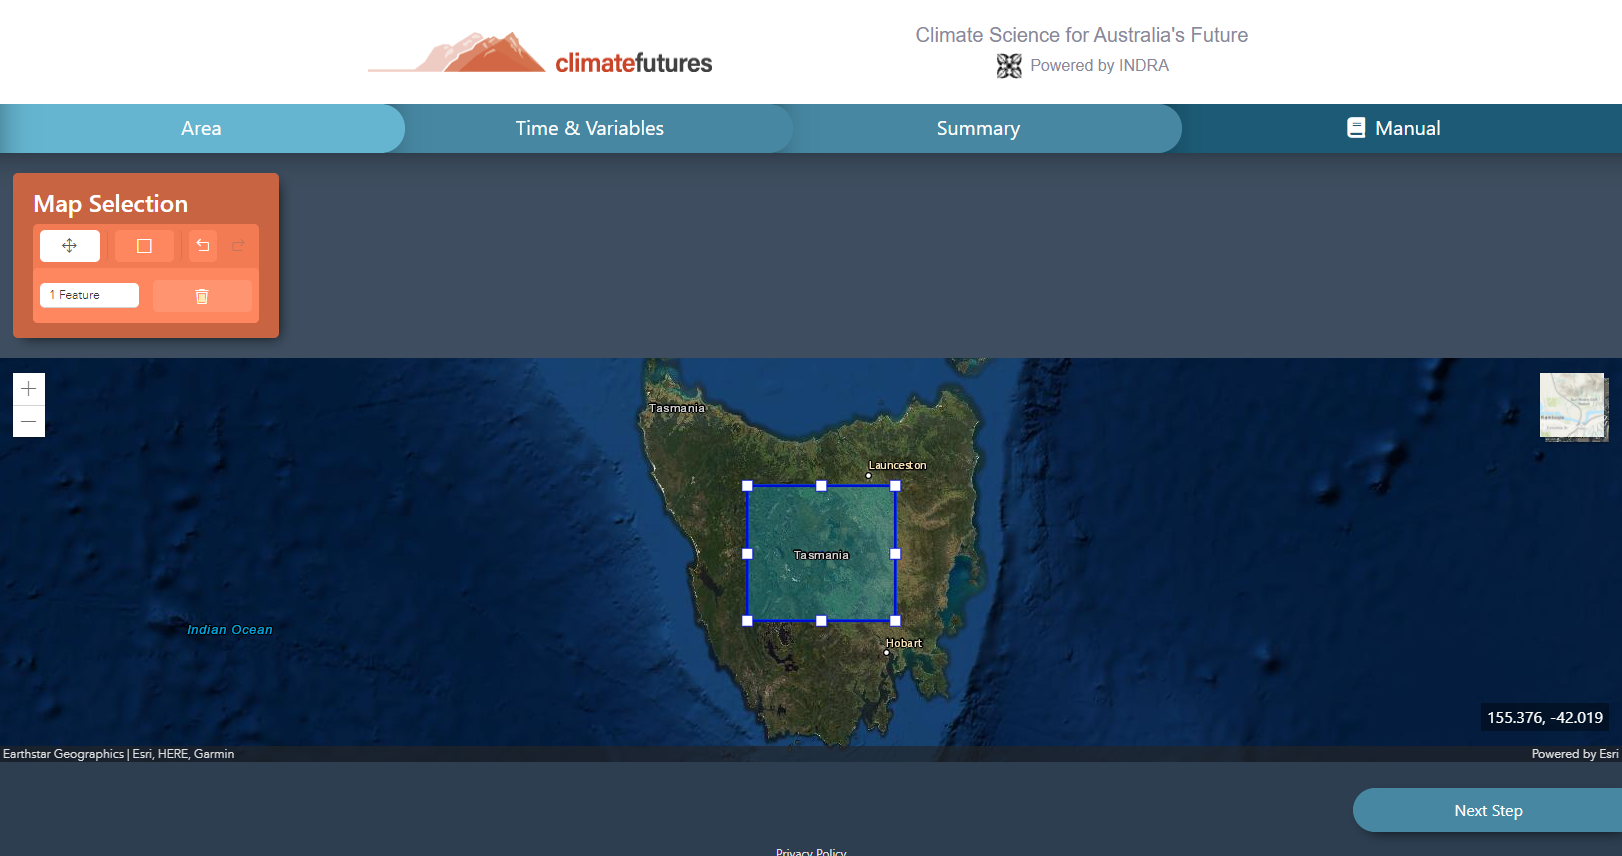 climatefutures
Climate Science for Australia's Future
Powered by INDRA
Area
Time & Variables
Summary
Manual
Map Selection
1 Feature
Tasmania
Launceston
Tasmania
Indian Ocean
Hobart
155.376, -42.019
Earthstar Geographics | Esri, HERE, Garmin
Powered by Esri
Next Step
Privacy Policy